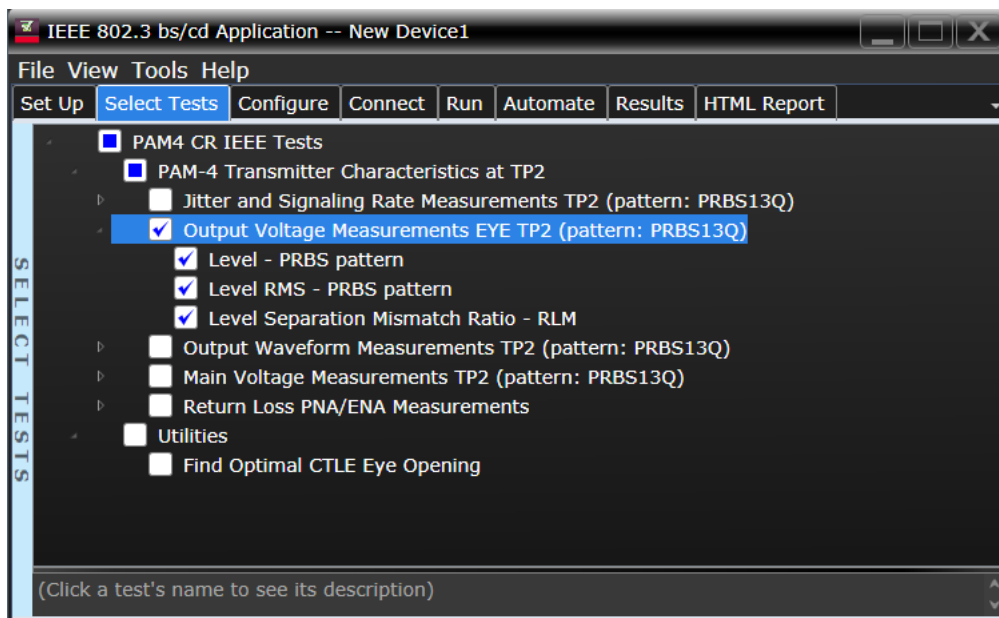 IEEE 802.3 bs/cd Application -- New Device1
File View Tools Help
Set Up Select Tests Configure Connect Run Automate Results HTML Report
SELECT TESTS
PAM4 CR IEEE Tests
PAM-4 Transmitter Characteristics at TP2
Jitter and Signaling Rate Measurements TP2 (pattern: PRBS13Q)
Output Voltage Measurements EYE TP2 (pattern: PRBS13Q)
Level - PRBS pattern
Level RMS - PRBS pattern
Level Separation Mismatch Ratio - RLM
Output Waveform Measurements TP2 (pattern: PRBS13Q)
Main Voltage Measurements TP2 (pattern: PRBS13Q)
Return Loss PNA/ENA Measurements
Utilities
Find Optimal CTLE Eye Opening
(Click a test's name to see its description)